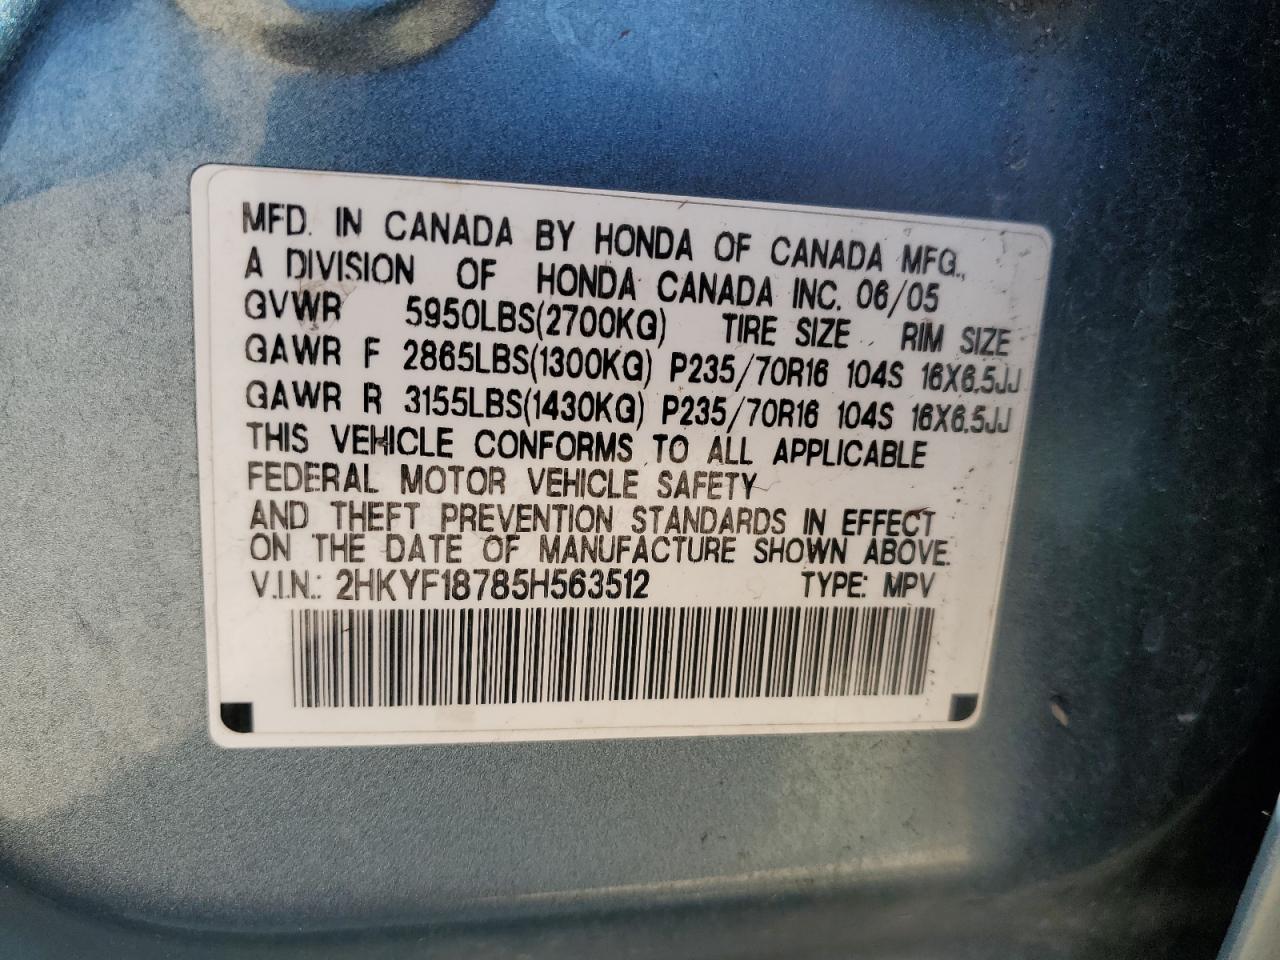 MFD. IN CANADA BY HONDA OF CANADA MFG.,
A DIVISION OF HONDA CANADA INC. 06/05
GVWR 5950LBS(2700KG) TIRE SIZE RIM SIZE
GAWR F 2865LBS(1300KG) P235/70R16 104S 16X6.5JJ
GAWR R 3155LBS(1430KG) P235/70R16 104S 16X6.5JJ
THIS VEHICLE CONFORMS TO ALL APPLICABLE
FEDERAL MOTOR VEHICLE SAFETY
AND THEFT PREVENTION STANDARDS IN EFFECT
ON THE DATE OF MANUFACTURE SHOWN ABOVE.
V.I.N.: 2HKYF18785H563512 TYPE: MPV